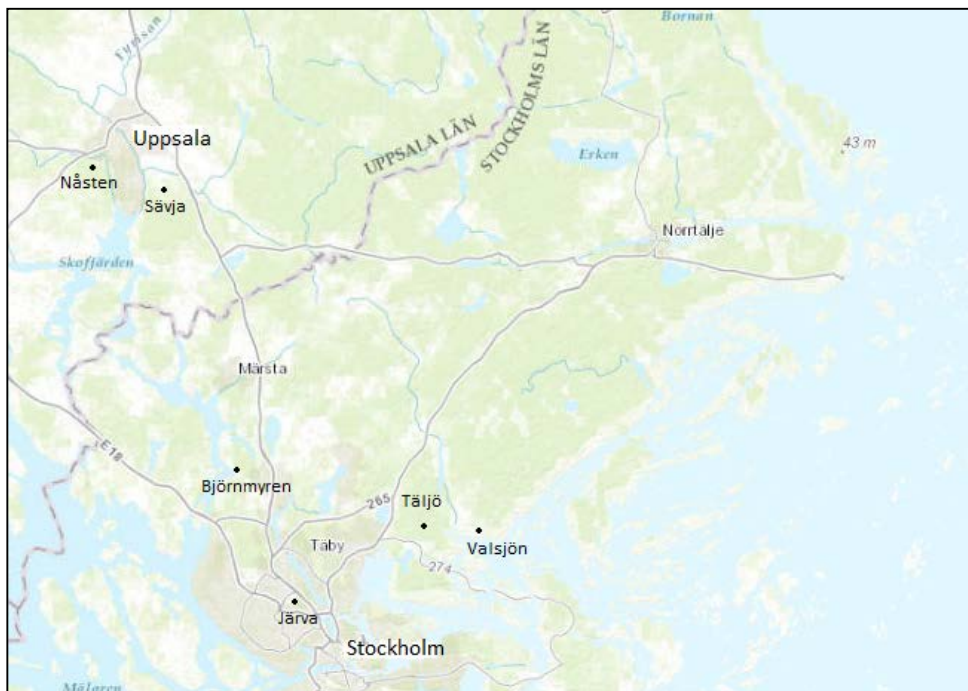 Bornan
Fyrisån
Uppsala
UPPSALA LÄN
STOCKHOLMS LÄN
Erken
43 m
Nåsten
Sävja
Norrtälje
Skofjärden
Märsta
E18
Björnmyren
265
Täljö
Täby
Valsjön
274
Järva
Stockholm
Mälaren